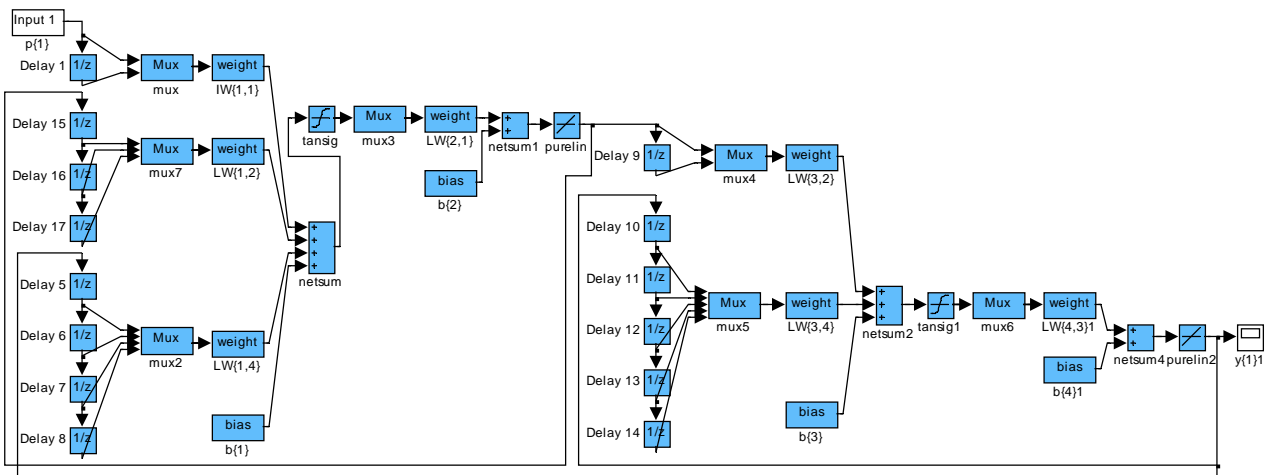 Input 1
p{1}
Delay 1
1/z
Mux
mux
weight
IW{1,1}
Delay 15
1/z
Delay 16
1/z
Delay 17
1/z
Mux
mux7
weight
LW{1,2}
Delay 5
1/z
Delay 6
1/z
Delay 7
1/z
Delay 8
1/z
Mux
mux2
weight
LW{1,4}
bias
b{1}
+
+
+
+
netsum
tansig
Mux
mux3
weight
LW{2,1}
bias
b{2}
+
+
netsum1
purelin
Delay 9
1/z
Mux
mux4
weight
LW{3,2}
Delay 10
1/z
Delay 11
1/z
Delay 12
1/z
Delay 13
1/z
Delay 14
1/z
Mux
mux5
weight
LW{3,4}
bias
b{3}
+
+
+
netsum2
tansig1
Mux
mux6
weight
LW{4,3}1
bias
b{4}1
+
+
netsum4
purelin2
y{1}1